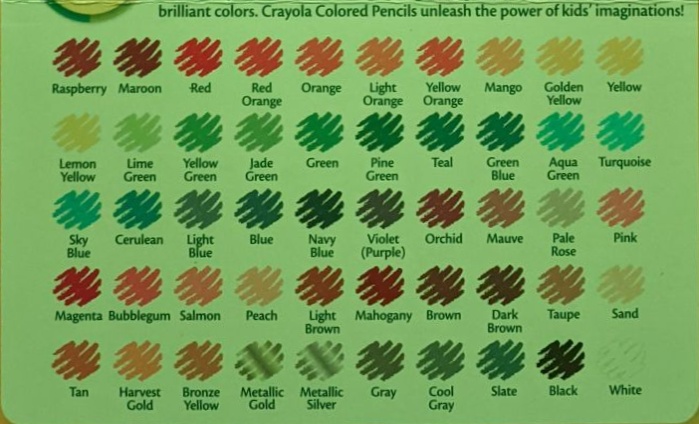 brilliant colors. Crayola Colored Pencils unleash the power of kids' imaginations!
Raspberry Maroon Red Red Orange Orange Light Orange Yellow Orange Mango Golden Yellow Yellow
Lemon Yellow Lime Green Yellow Green Jade Green Green Pine Green Teal Green Blue Aqua Green Turquoise
Sky Blue Cerulean Light Blue Blue Navy Blue Violet (Purple) Orchid Mauve Pale Rose Pink
Magenta Bubblegum Salmon Peach Light Brown Mahogany Brown Dark Brown Taupe Sand
Tan Harvest Gold Bronze Yellow Metallic Gold Metallic Silver Gray Cool Gray Slate Black White